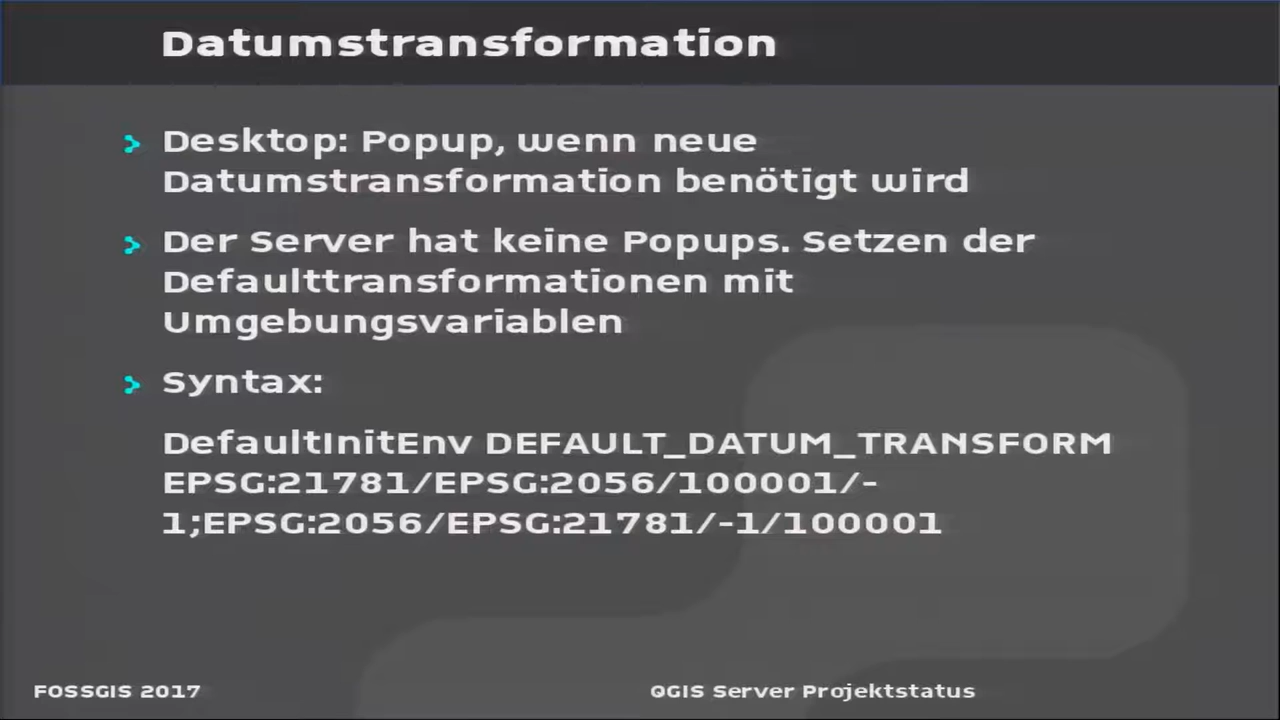 Datumstransformation
Desktop: Popup, wenn neue
Datumstransformation benötigt wird
Der Server hat keine Popups. Setzen der
Defaulttransformationen mit
Umgebungsvariablen
Syntax:
DefaultInitEnv DEFAULT_DATUM_TRANSFORM
EPSG:21781/EPSG:2056/100001/-
1;EPSG:2056/EPSG:21781/-1/100001
FOSSGIS 2017
QGIS Server Projektstatus